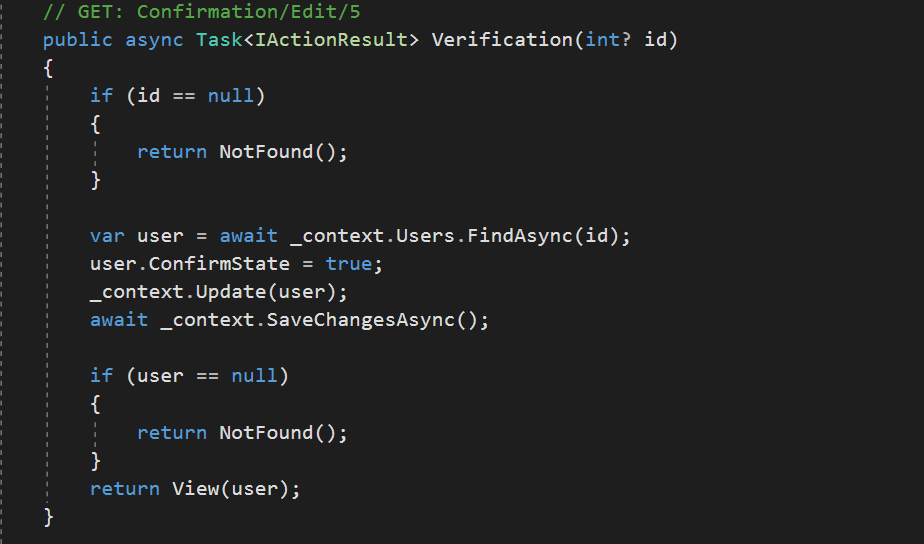 // GET: Confirmation/Edit/5
public async Task<IActionResult> Verification(int? id)
{
    if (id == null)
    {
        return NotFound();
    }

    var user = await _context.Users.FindAsync(id);
    user.ConfirmState = true;
    _context.Update(user);
    await _context.SaveChangesAsync();

    if (user == null)
    {
        return NotFound();
    }
    return View(user);
}